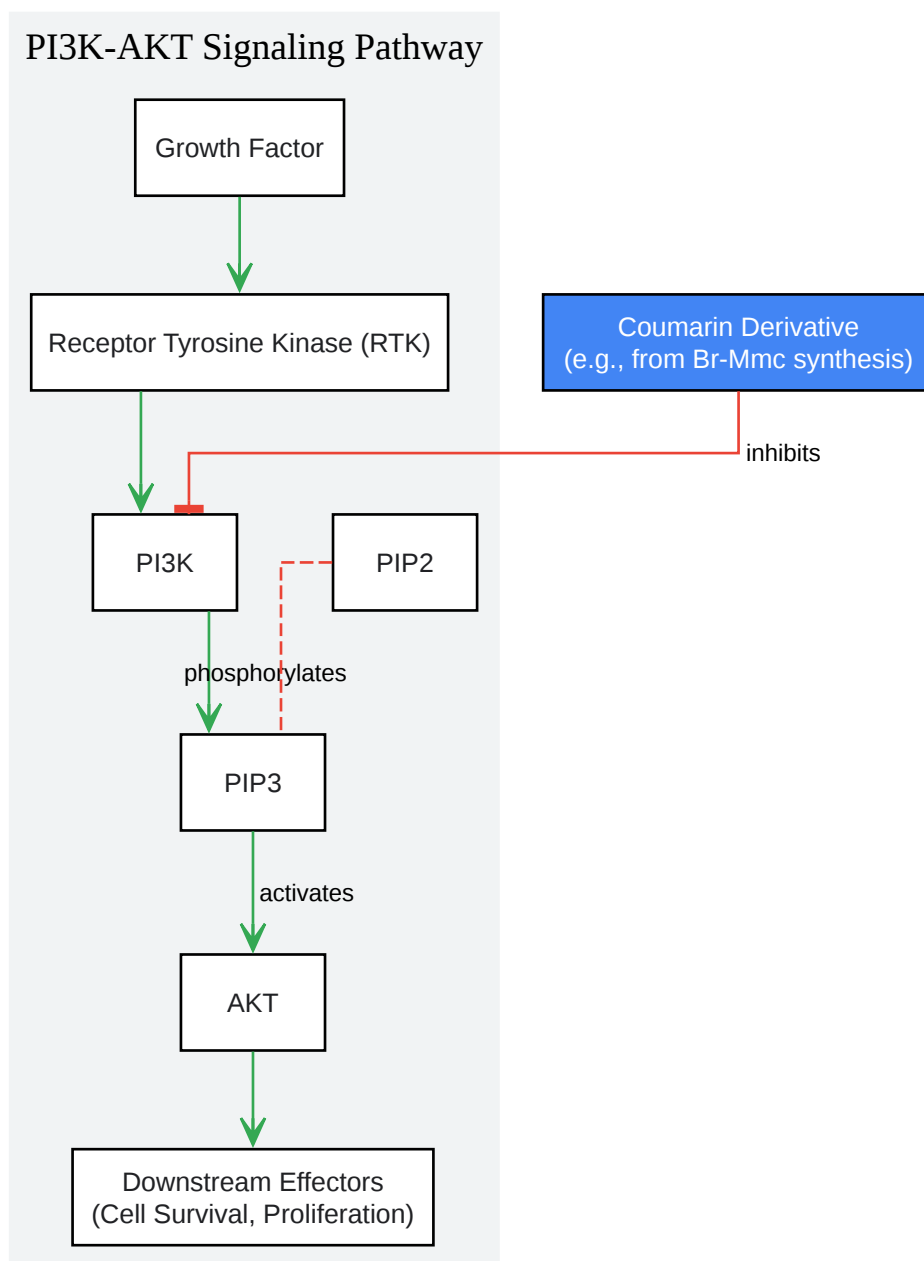 PI3K-AKT Signaling Pathway
Growth Factor
Receptor Tyrosine Kinase (RTK)
Coumarin Derivative
(e.g., from Br-Mmc synthesis)
inhibits
PI3K
PIP2
phosphorylates
PIP3
activates
AKT
Downstream Effectors
(Cell Survival, Proliferation)